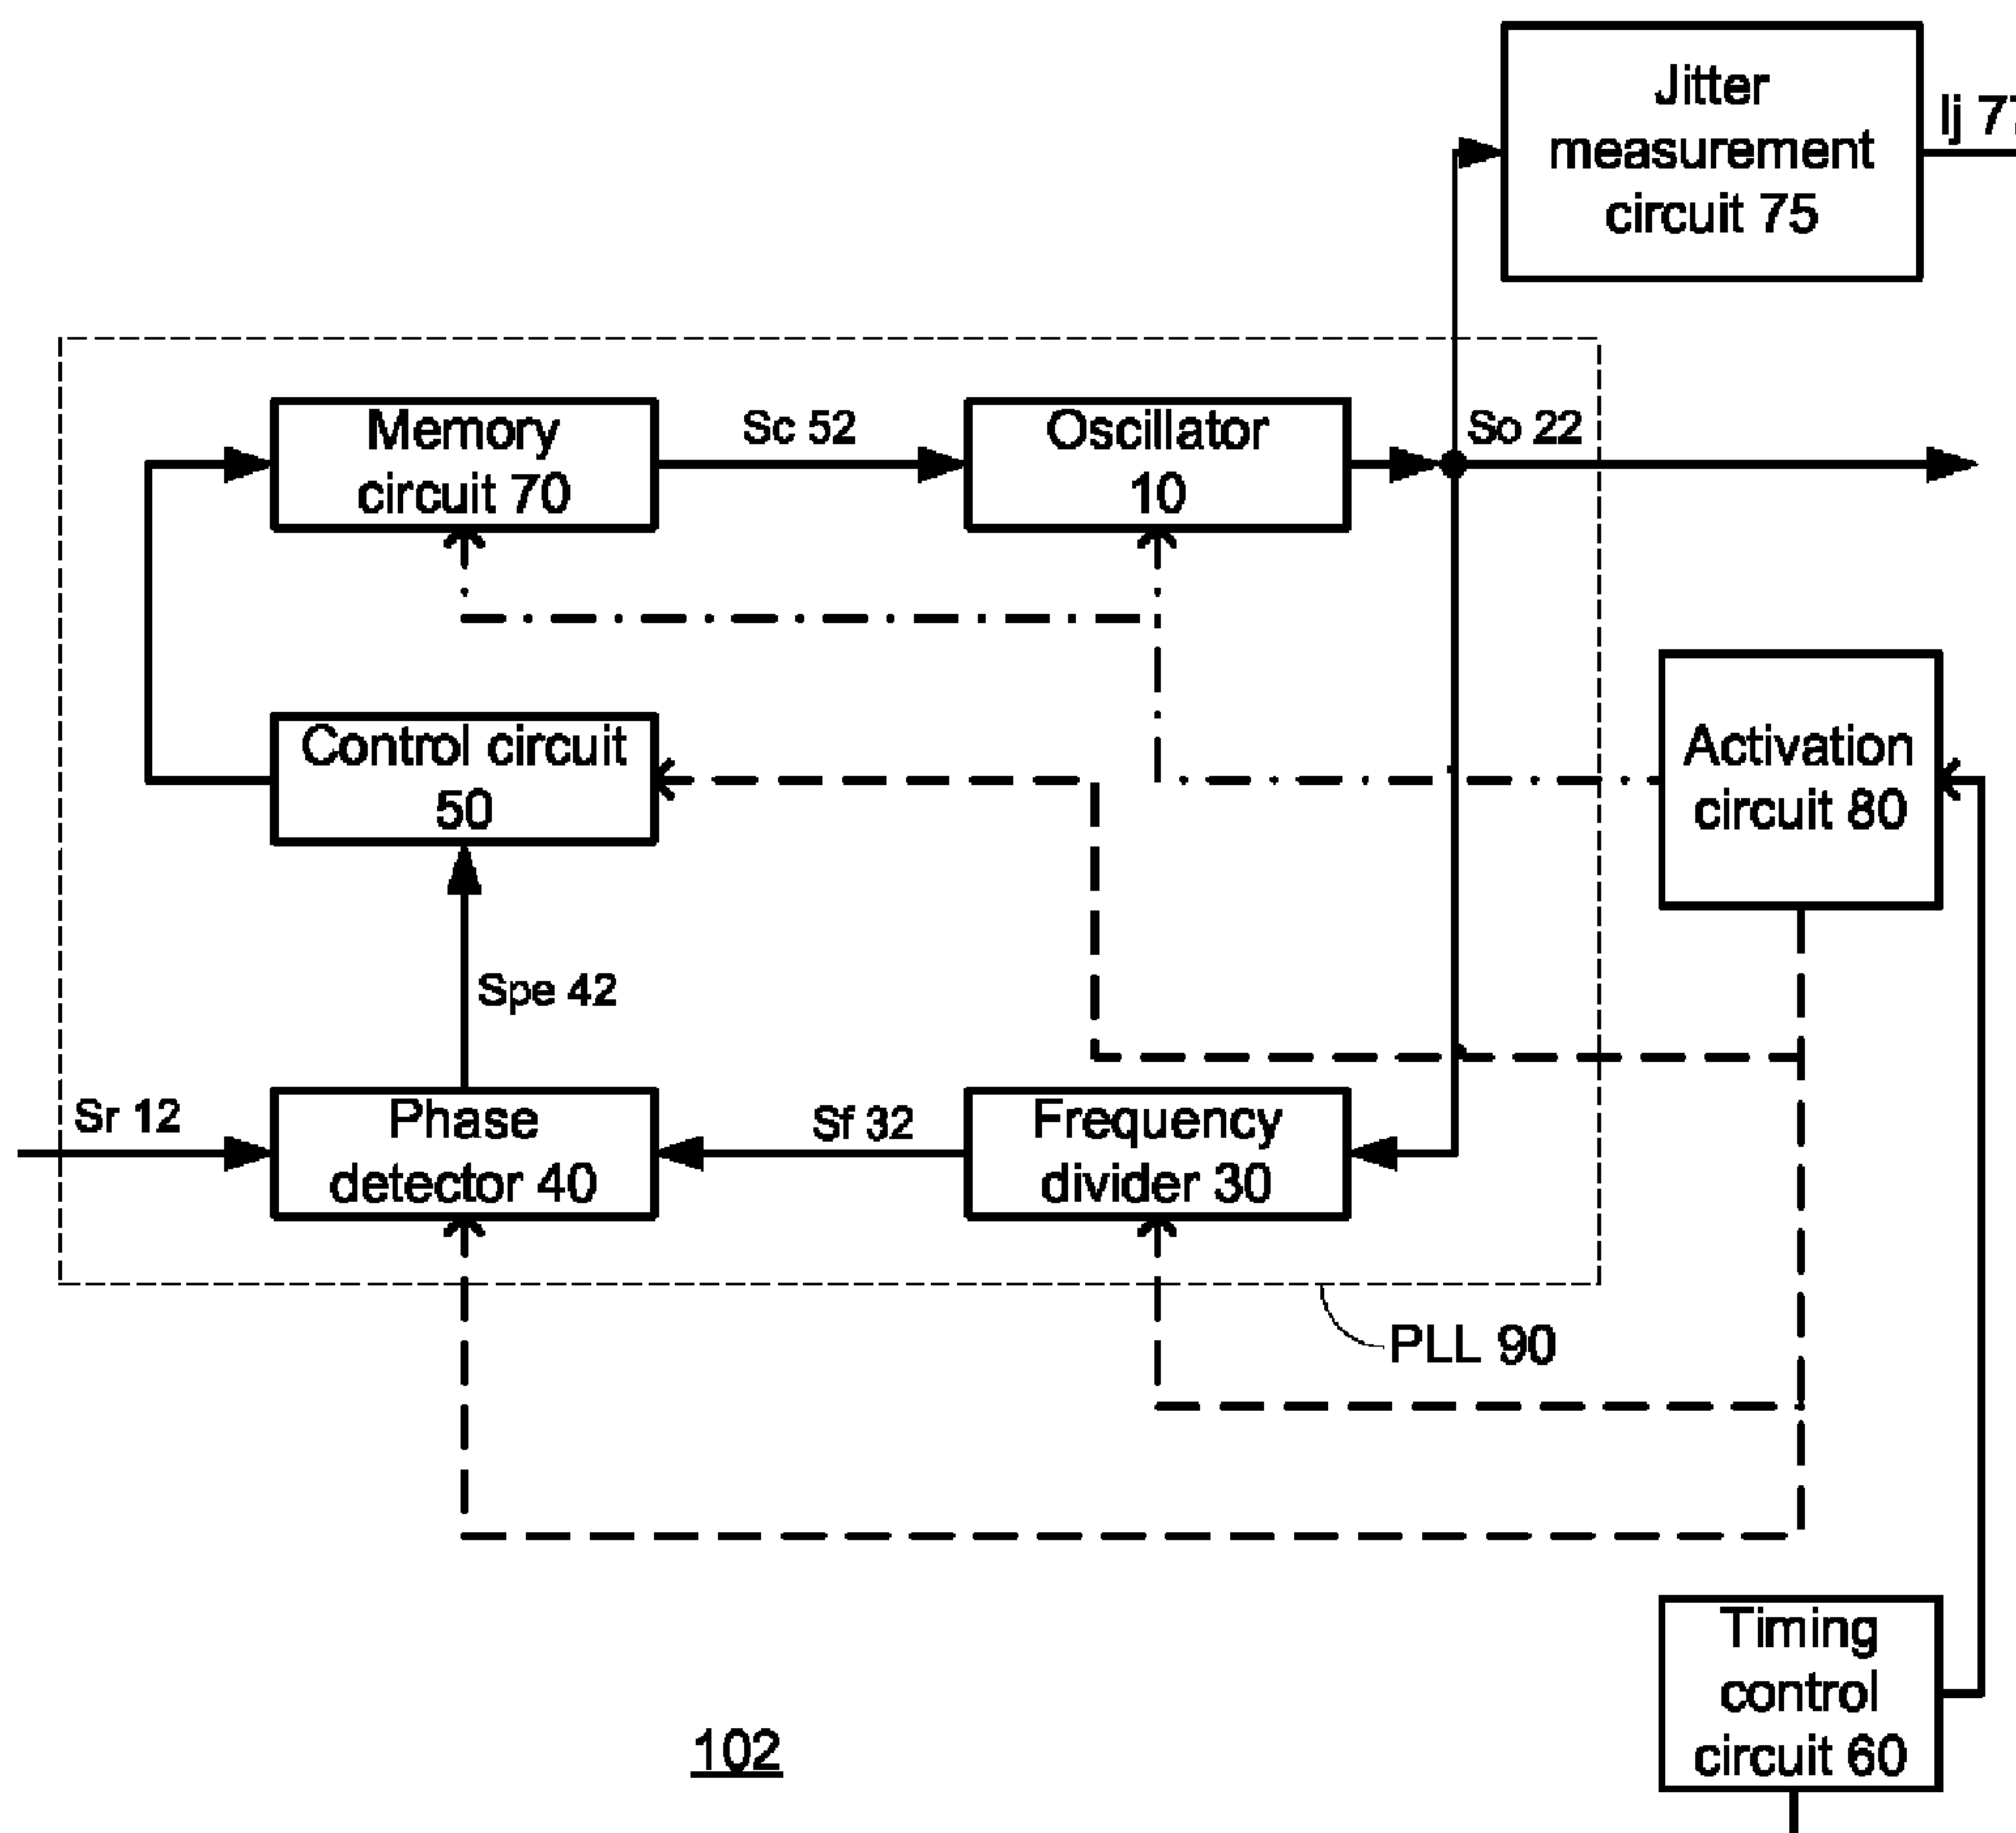 Jitter
measurement
circuit 75
Ij 77
Memory
circuit 70
Sc 52
Oscillator
10
So 22
Control circuit
50
Activation
circuit 80
Spe 42
Sr 12
Phase
detector 40
Sf 32
Frequency
divider 30
PLL 90
Timing
control
circuit 60
102